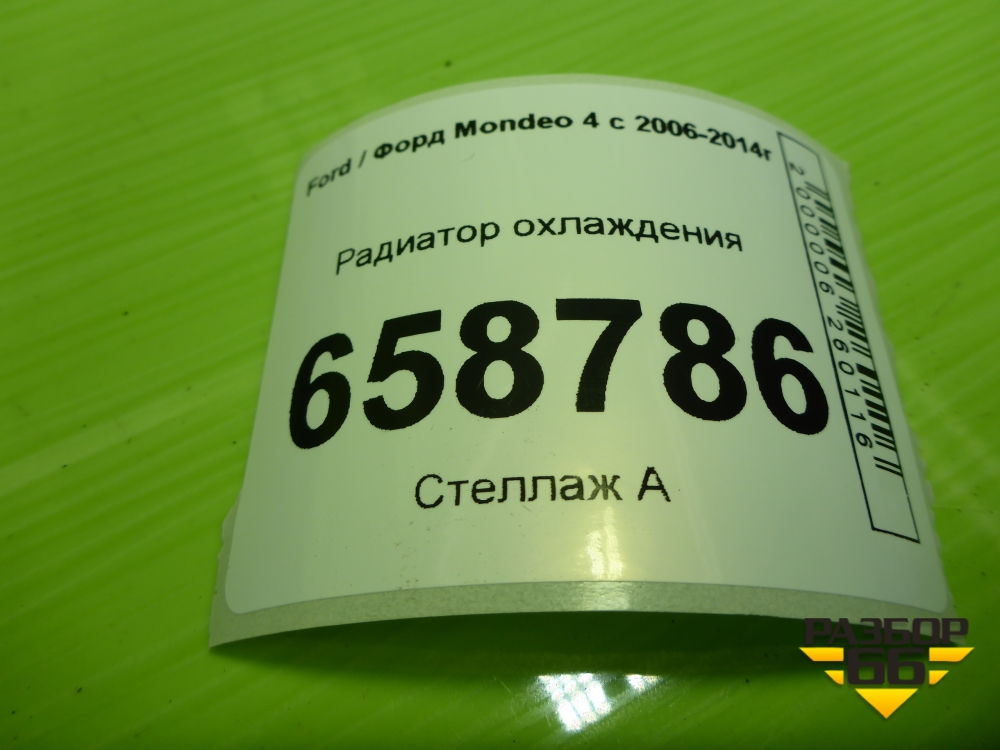 Ford / Форд Mondeo 4 с 2006-2014г
Радиатор охлаждения
658786
Стеллаж А
2000006260116
РАЗБОР
66